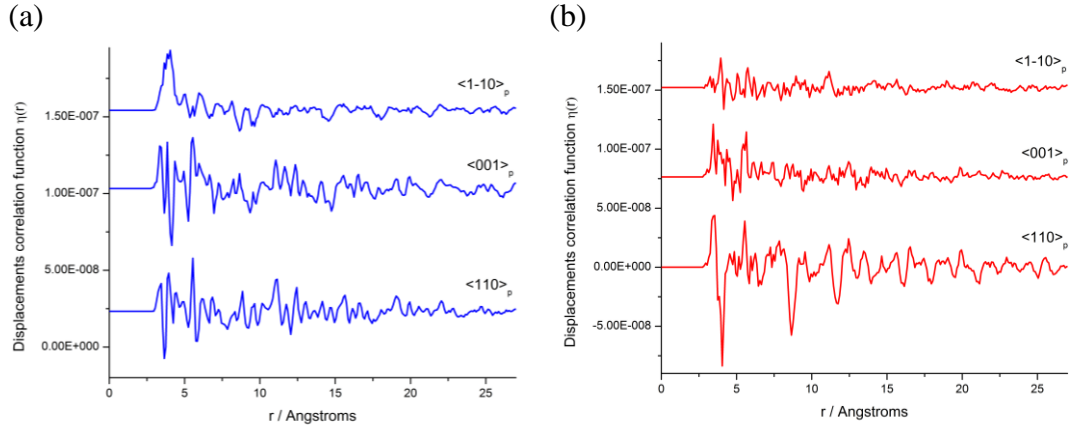 (a)
<1-10>p
1.50E-007
<001>p
1.00E-007
<110>p
5.00E-008
0.00E+000
Displacements correlation function η(r)
0 5 10 15 20 25
r / Angstroms
(b)
<1-10>p
1.50E-007
<001>p
1.00E-007
5.00E-008
<110>p
0.00E+000
-5.00E-008
Displacements correlation function η(r)
0 5 10 15 20 25
r / Angstroms